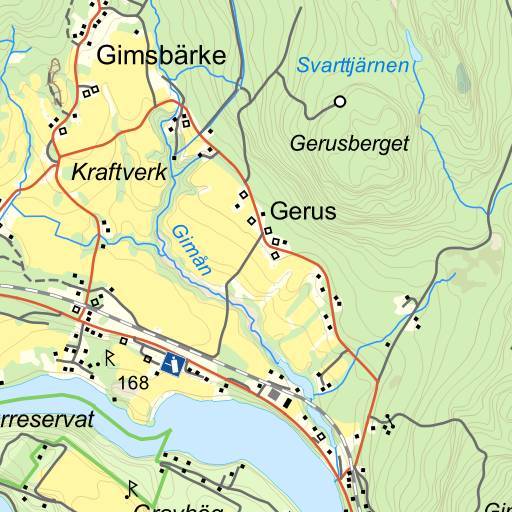 Gimsbärke
Svarttjärnen
Gerusberget
Kraftverk
Gerus
Gimån
168
rreservat